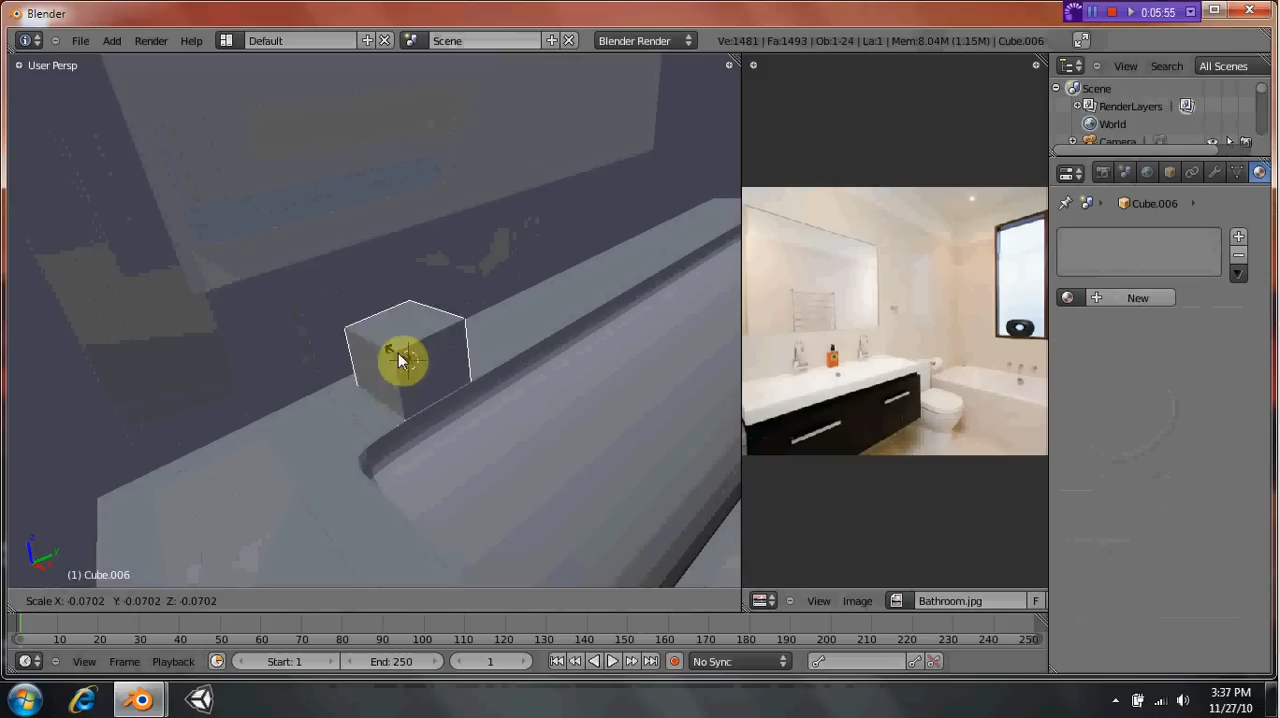 Blender
0:05:55
File Add Render Help Default Scene Blender Render Ve:1481 | Fa:1493 | Ob:1-24 | La:1 | Mem:8.04M (1.15M) | Cube.006
User Persp
View Search All Scenes
Scene
RenderLayers
World
Camera
Cube.006
New
(1) Cube.006
Scale X: -0.0702 Y: -0.0702 Z: -0.0702
View Image Bathroom.jpg F
10 20 30 40 50 60 70 80 90 100 110 120 130 140 150 160 170 180 190 200 210 220 230 240 250
View Frame Playback Start: 1 End: 250 1 No Sync
3:37 PM
11/27/10